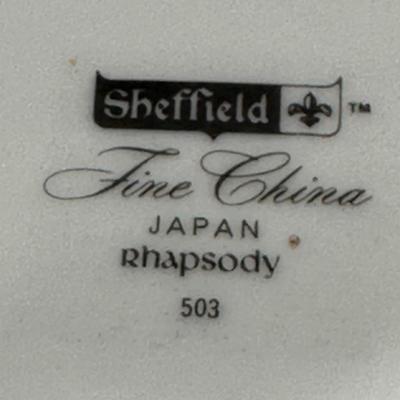 Sheffield ™
Fine China
JAPAN
Rhapsody
503